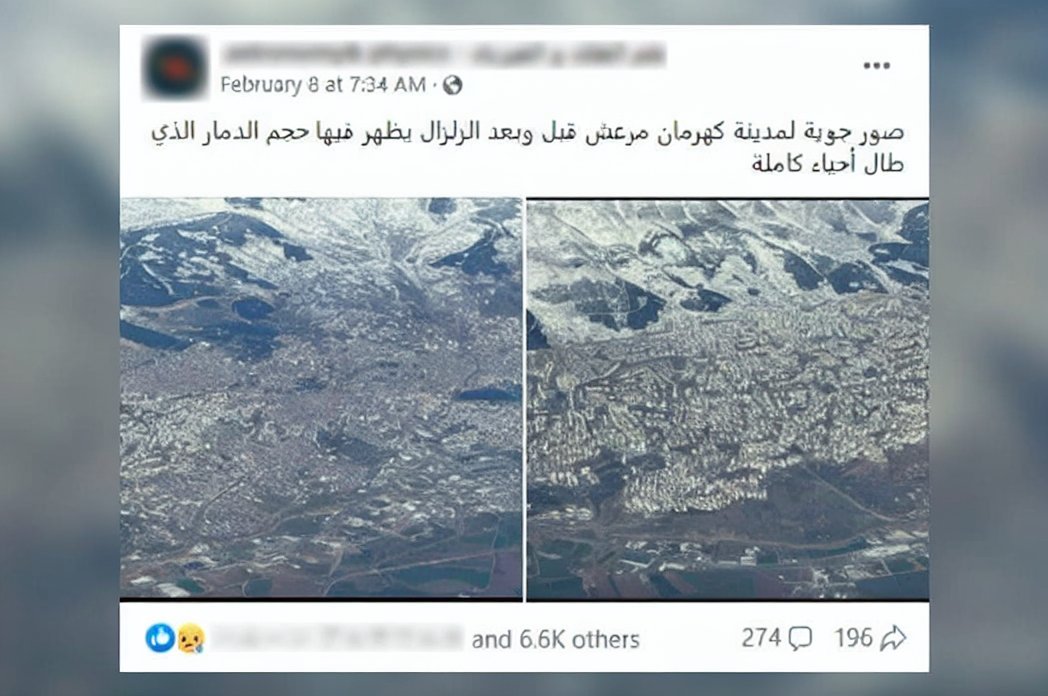 February 8 at 7:34 AM ·
صور جوية لمدينة كهرمان مرعش قبل وبعد الزلزال يظهر فيها حجم الدمار الذي
طال أحياء كاملة
and 6.6K others
274
196